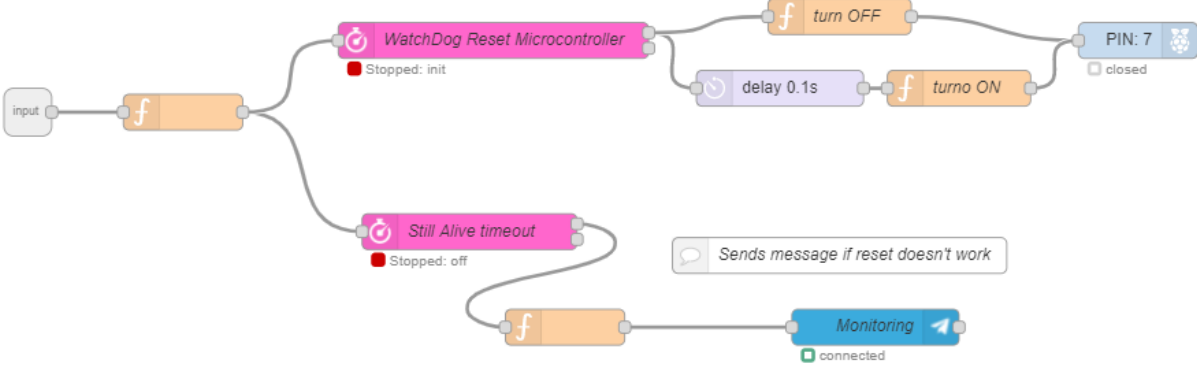 turn OFF
WatchDog Reset Microcontroller
PIN: 7
Stopped: init
closed
delay 0.1s
turno ON
input
Still Alive timeout
Stopped: off
Sends message if reset doesn't work
Monitoring
connected